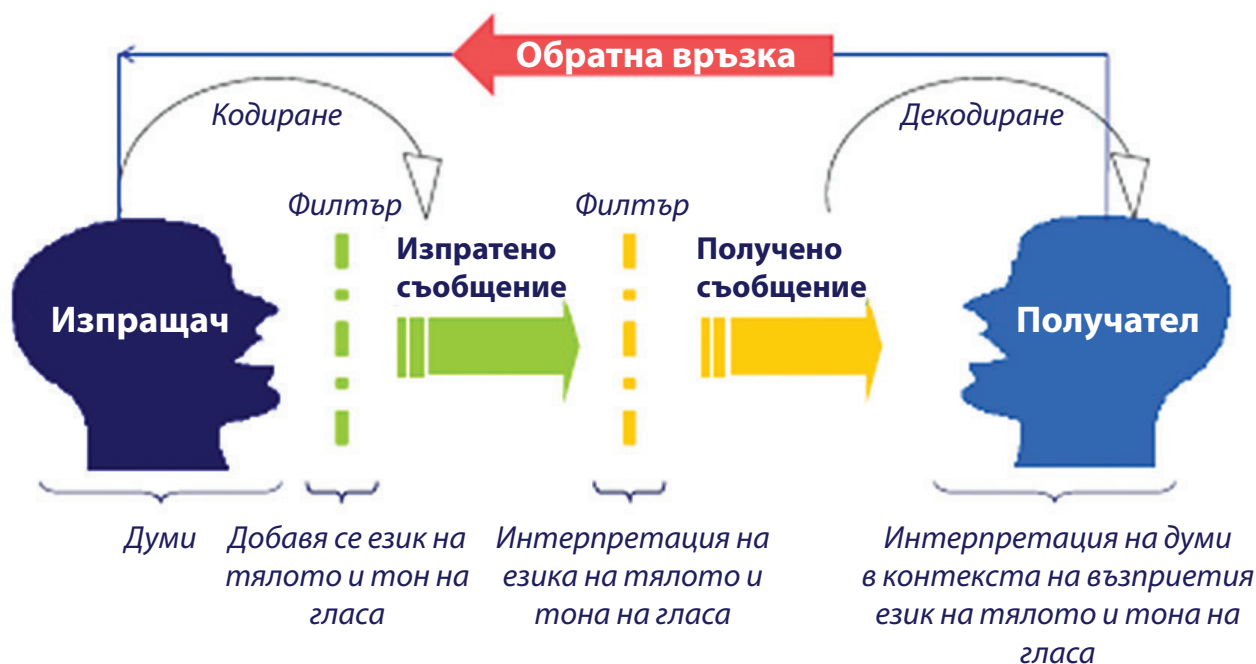 Обратна връзка
Кодиране
Декодиране
Филтър
Филтър
Изпратено
съобщение
Получено
съобщение
Изпращач
Получател
Думи
Добавя се език на
тялото и тон на
гласа
Интерпретация на
езика на тялото и
тона на гласа
Интерпретация на думи
в контекста на възприетия
език на тялото и тона на
гласа